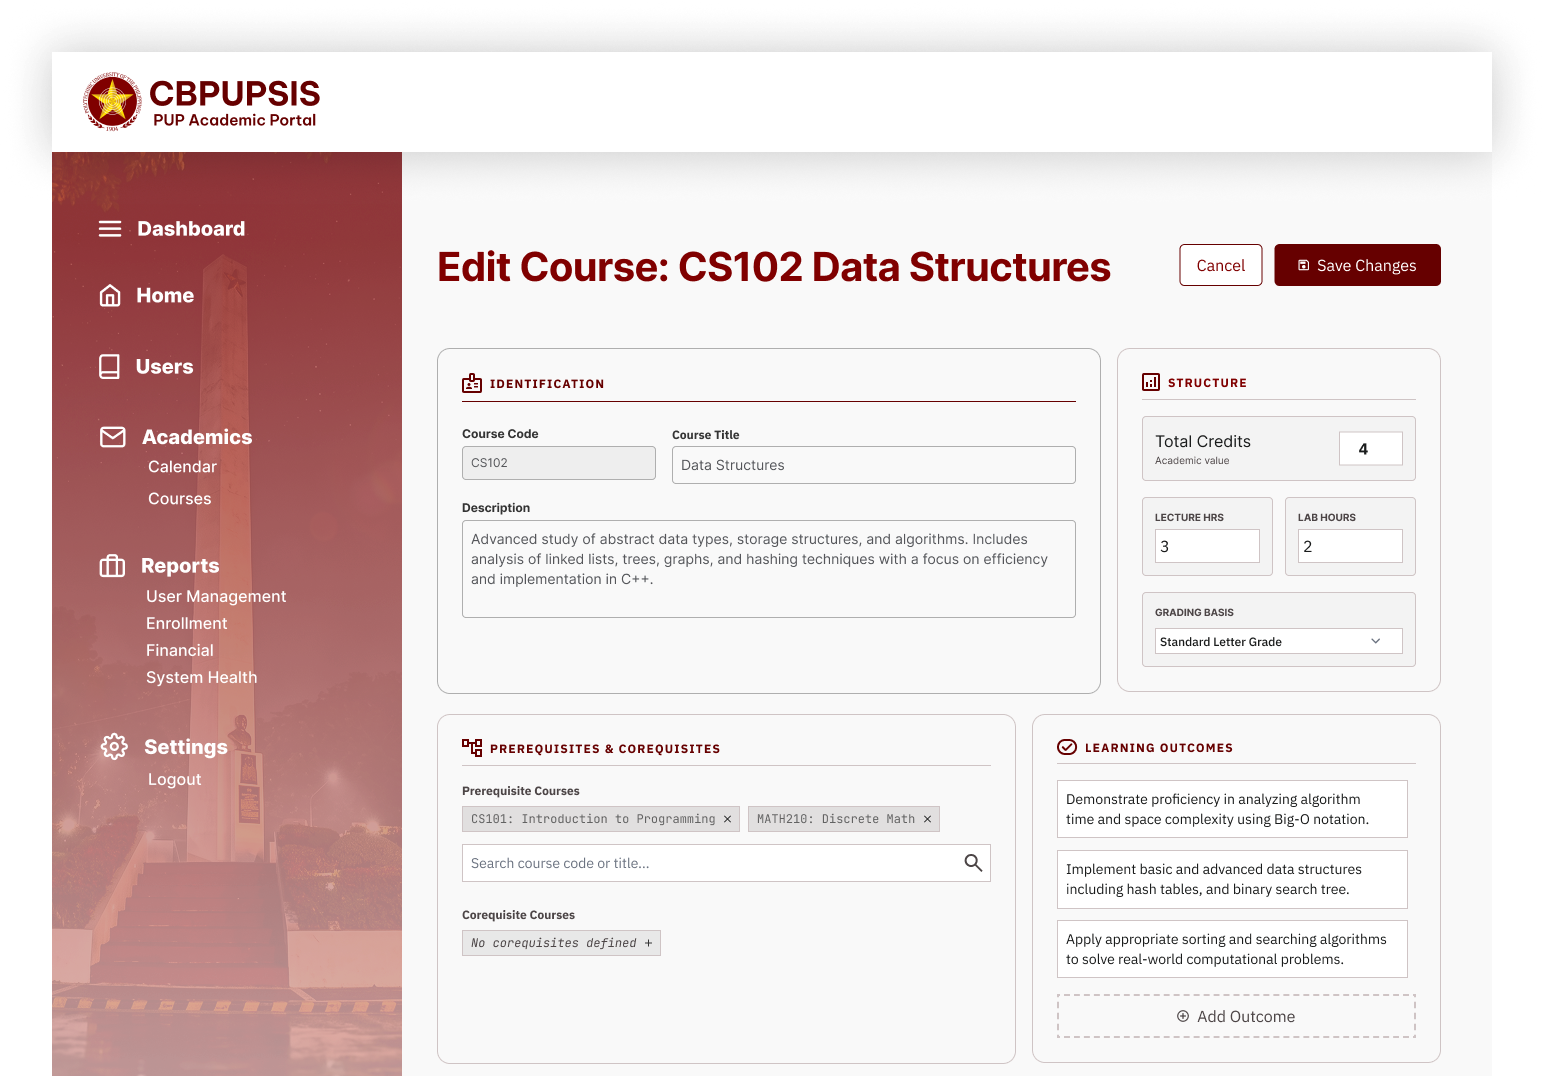 CBPUPSIS
PUP Academic Portal
1904
Dashboard
Home
Users
Academics
Calendar
Courses
Reports
User Management
Enrollment
Financial
System Health
Settings
Logout
Edit Course: CS102 Data Structures
Cancel
Save Changes
IDENTIFICATION
Course Code
CS102
Course Title
Data Structures
Description
Advanced study of abstract data types, storage structures, and algorithms. Includes
analysis of linked lists, trees, graphs, and hashing techniques with a focus on efficiency
and implementation in C++.
STRUCTURE
Total Credits
Academic value
4
LECTURE HRS
3
LAB HOURS
2
GRADING BASIS
Standard Letter Grade
PREREQUISITES & COREQUISITES
Prerequisite Courses
CS101: Introduction to Programming ×
MATH210: Discrete Math ×
Search course code or title...
Corequisite Courses
No corequisites defined +
LEARNING OUTCOMES
Demonstrate proficiency in analyzing algorithm
time and space complexity using Big-O notation.
Implement basic and advanced data structures
including hash tables, and binary search tree.
Apply appropriate sorting and searching algorithms
to solve real-world computational problems.
Add Outcome